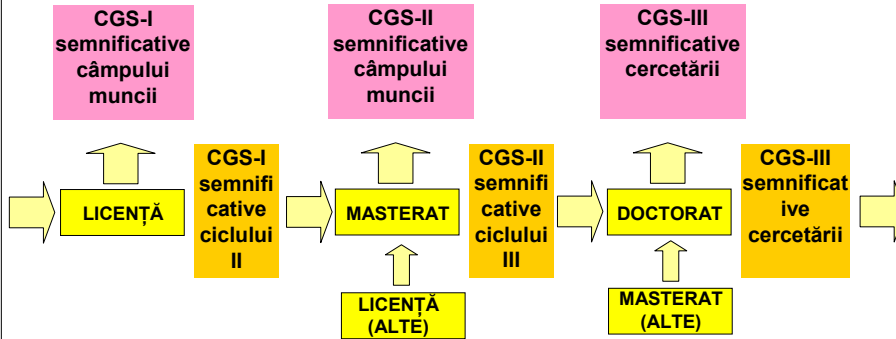 CGS-I
semnificative
câmpului
muncii
CGS-II
semnificative
câmpului
muncii
CGS-III
semnificative
cercetării
LICENȚĂ
CGS-I
semnifi
cative
ciclului
II
MASTERAT
CGS-II
semnifi
cative
ciclului
III
DOCTORAT
CGS-III
semnificat
ive
cercetării
LICENȚĂ
(ALTE)
MASTERAT
(ALTE)